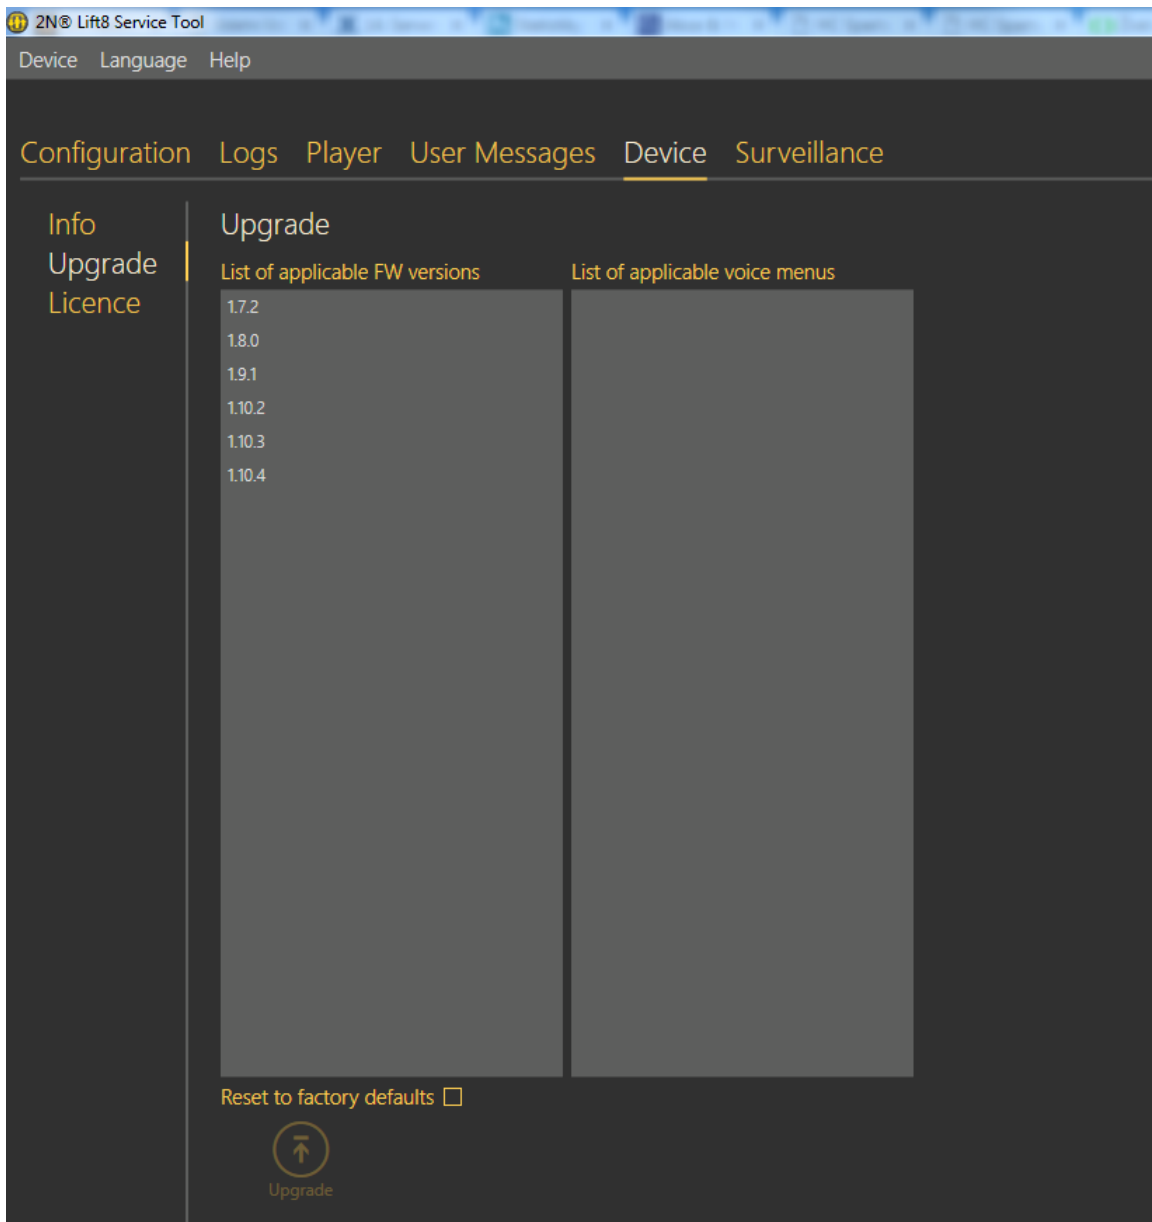 2N® Lift8 Service Tool
Device Language Help
Configuration Logs Player User Messages Device Surveillance
Info
Upgrade
Licence
Upgrade
List of applicable FW versions
List of applicable voice menus
1.7.2
1.8.0
1.9.1
1.10.2
1.10.3
1.10.4
Reset to factory defaults
Upgrade